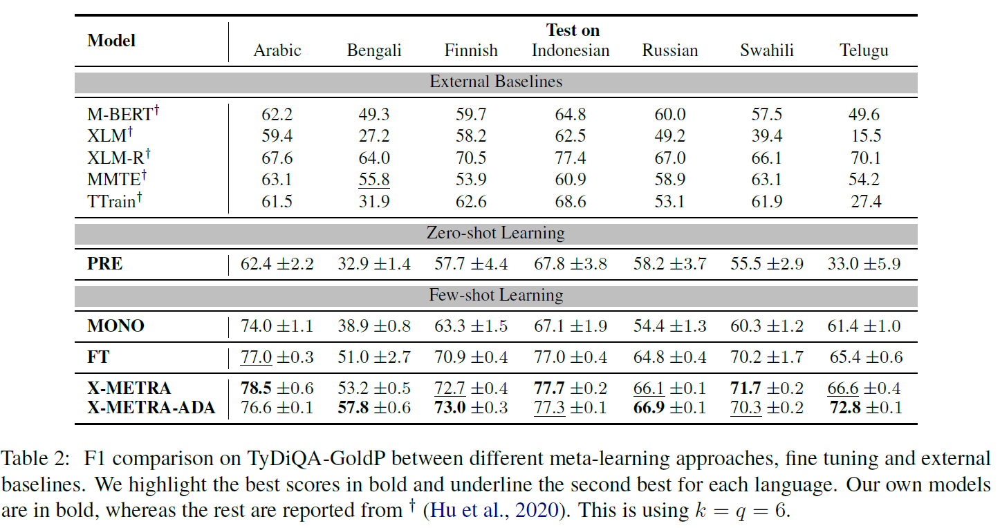 Model Test on
Arabic Bengali Finnish Indonesian Russian Swahili Telugu
External Baselines
M-BERT† 62.2 49.3 59.7 64.8 60.0 57.5 49.6
XLM† 59.4 27.2 58.2 62.5 49.2 39.4 15.5
XLM-R† 67.6 64.0 70.5 77.4 67.0 66.1 70.1
MMTE† 63.1 55.8 53.9 60.9 58.9 63.1 54.2
TTrain† 61.5 31.9 62.6 68.6 53.1 61.9 27.4
Zero-shot Learning
PRE 62.4 ±2.2 32.9 ±1.4 57.7 ±4.4 67.8 ±3.8 58.2 ±3.7 55.5 ±2.9 33.0 ±5.9
Few-shot Learning
MONO 74.0 ±1.1 38.9 ±0.8 63.3 ±1.5 67.1 ±1.9 54.4 ±1.3 60.3 ±1.2 61.4 ±1.0
FT 77.0 ±0.3 51.0 ±2.7 70.9 ±0.4 77.0 ±0.4 64.8 ±0.4 70.2 ±1.7 65.4 ±0.6
X-METRA 78.5 ±0.6 53.2 ±0.5 72.7 ±0.4 77.7 ±0.2 66.1 ±0.1 71.7 ±0.2 66.6 ±0.4
X-METRA-ADA 76.6 ±0.1 57.8 ±0.6 73.0 ±0.3 77.3 ±0.1 66.9 ±0.1 70.3 ±0.2 72.8 ±0.1
Table 2: F1 comparison on TyDiQA-GoldP between different meta-learning approaches, fine tuning and external
baselines. We highlight the best scores in bold and underline the second best for each language. Our own models
are in bold, whereas the rest are reported from † (Hu et al., 2020). This is using k = q = 6.